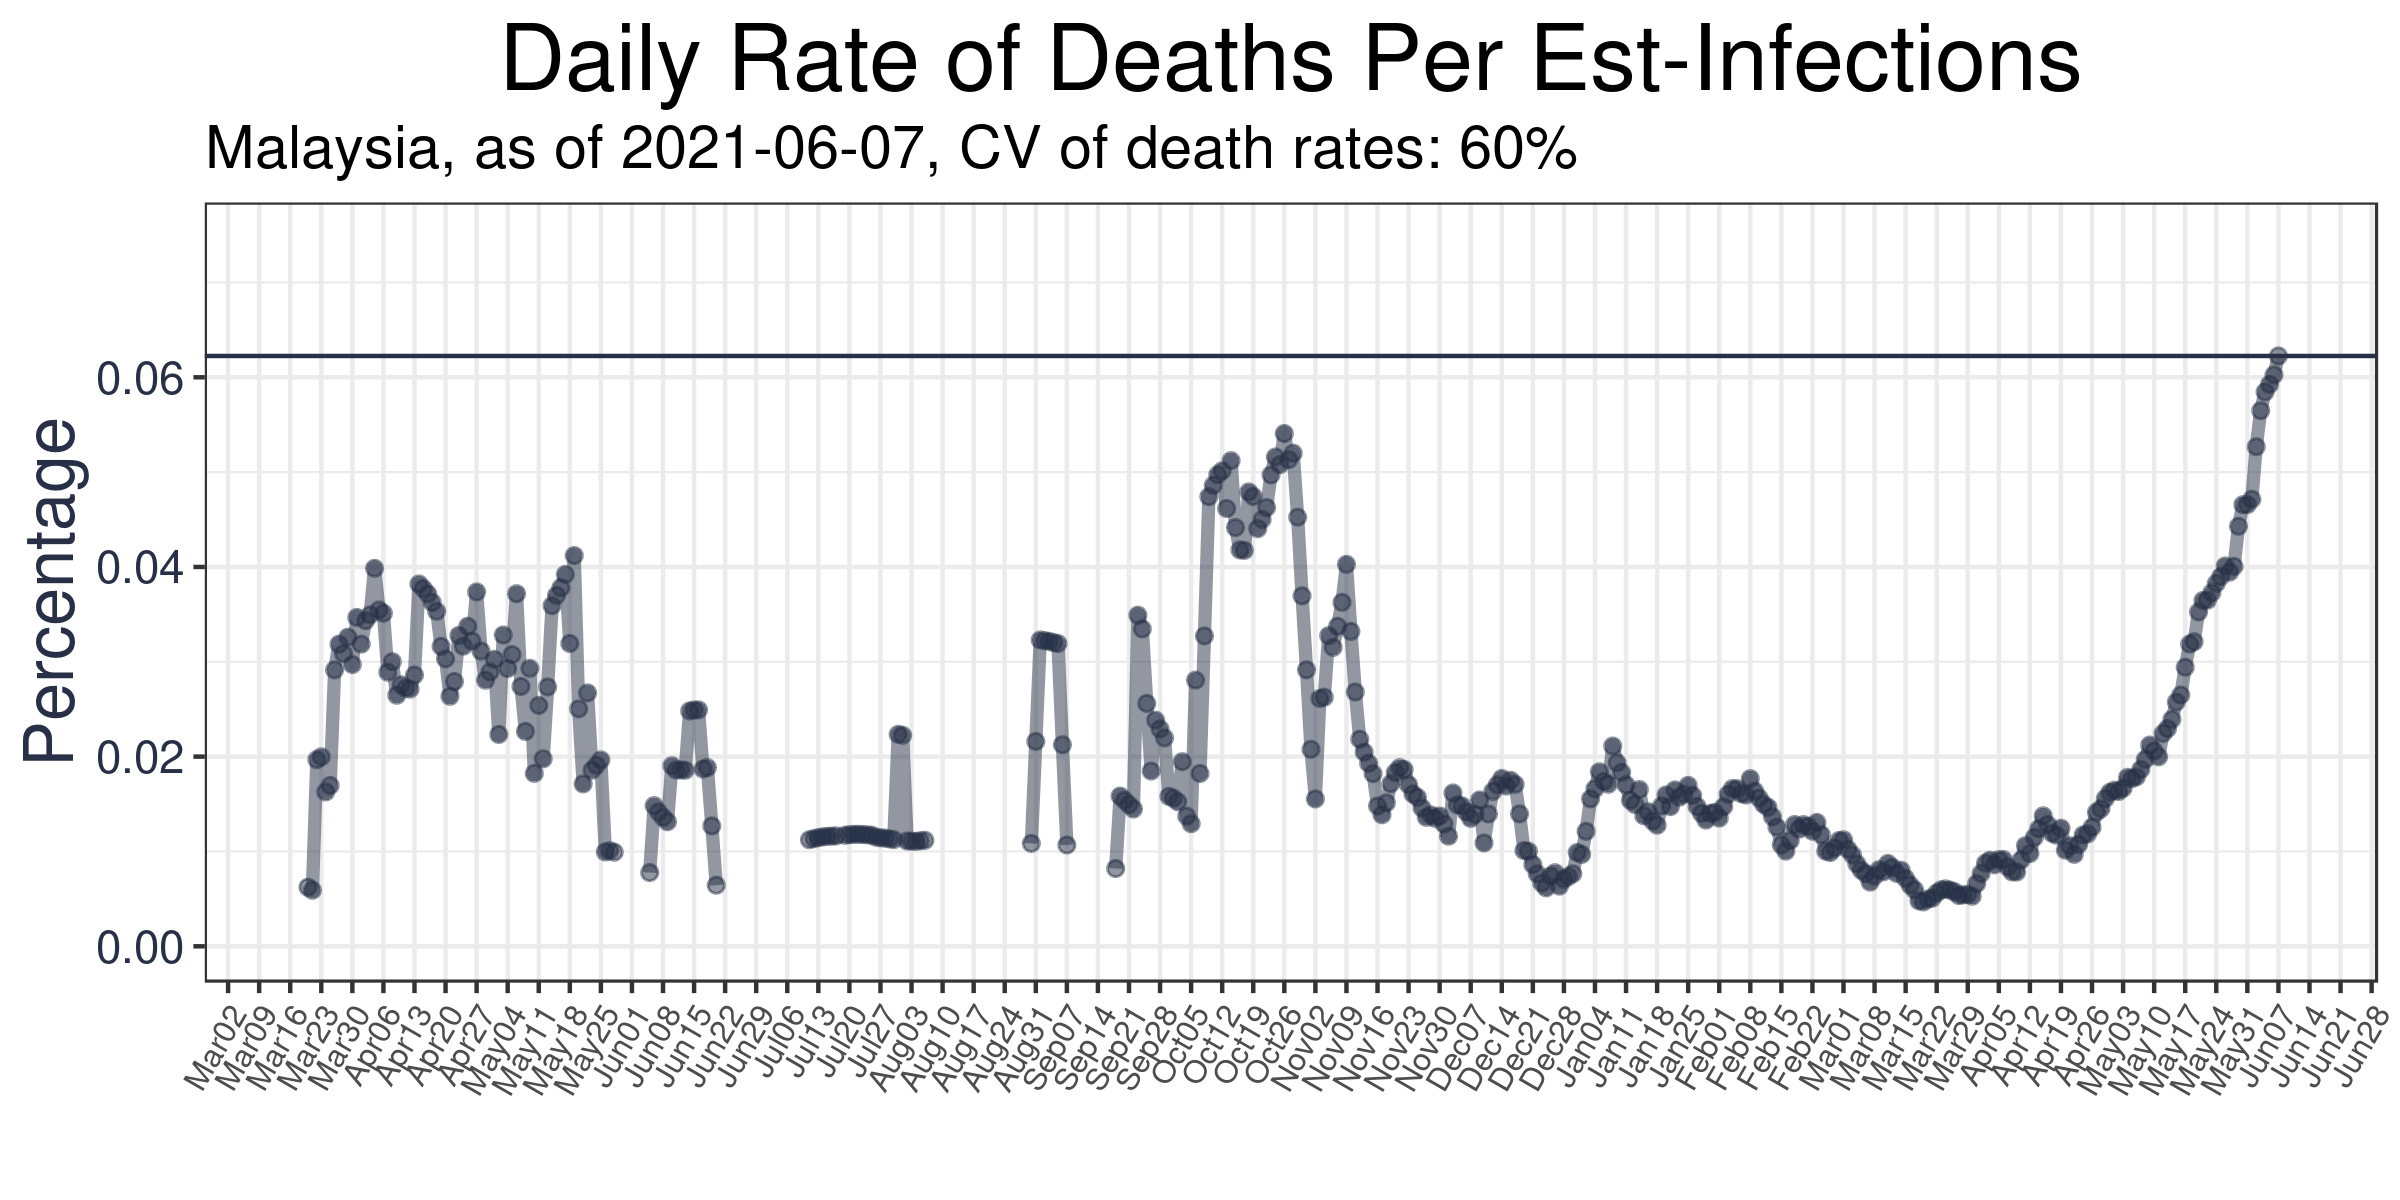 Daily Rate of Deaths Per Est-Infections
Malaysia, as of 2021-06-07, CV of death rates: 60%
Percentage
0.06
0.04
0.02
0.00
Mar02 Mar09 Mar16 Mar23 Mar30 Apr06 Apr13 Apr20 Apr27 May04 May11 May18 May25 Jun01 Jun08 Jun15 Jun22 Jun29 Jul06 Jul13 Jul20 Jul27 Aug03 Aug10 Aug17 Aug24 Aug31 Sep07 Sep14 Sep21 Sep28 Oct05 Oct12 Oct19 Oct26 Nov02 Nov09 Nov16 Nov23 Nov30 Dec07 Dec14 Dec21 Dec28 Jan04 Jan11 Jan18 Jan25 Feb01 Feb08 Feb15 Feb22 Mar01 Mar08 Mar15 Mar22 Mar29 Apr05 Apr12 Apr19 Apr26 May03 May10 May17 May24 May31 Jun07 Jun14 Jun21 Jun28